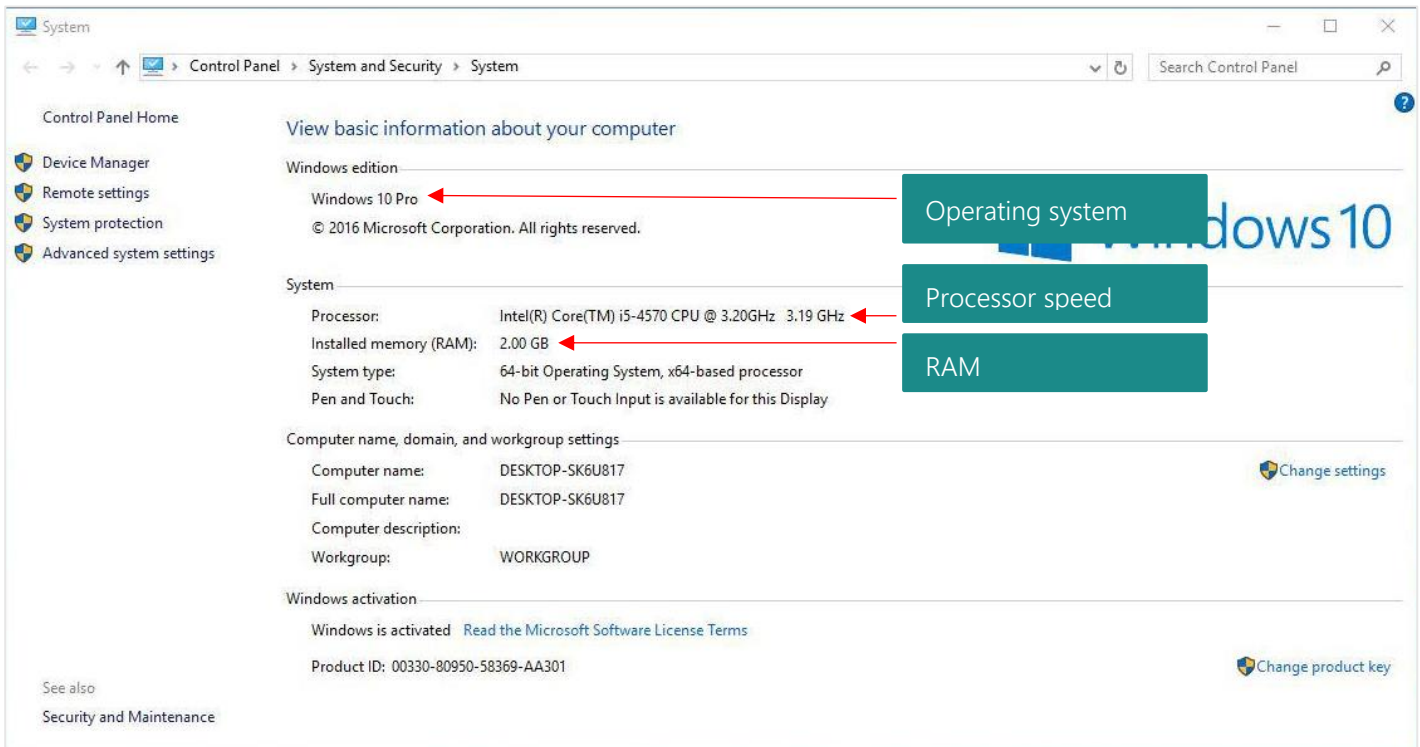 System
Control Panel > System and Security > System
Search Control Panel
Control Panel Home
Device Manager
Remote settings
System protection
Advanced system settings
See also
Security and Maintenance
View basic information about your computer
Windows edition
Windows 10 Pro
© 2016 Microsoft Corporation. All rights reserved.
Operating system
dows 10
System
Processor: Intel(R) Core(TM) i5-4570 CPU @ 3.20GHz 3.19 GHz
Processor speed
Installed memory (RAM): 2.00 GB
RAM
System type: 64-bit Operating System, x64-based processor
Pen and Touch: No Pen or Touch Input is available for this Display
Computer name, domain, and workgroup settings
Computer name: DESKTOP-SK6U817
Change settings
Full computer name: DESKTOP-SK6U817
Computer description:
Workgroup: WORKGROUP
Windows activation
Windows is activated Read the Microsoft Software License Terms
Product ID: 00330-80950-58369-AA301
Change product key